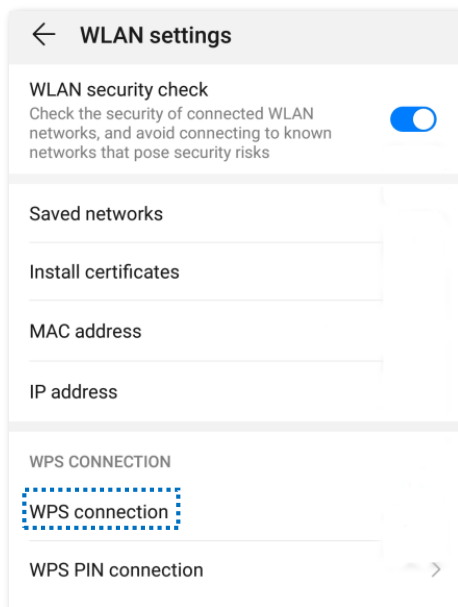 WLAN settings
WLAN security check
Check the security of connected WLAN
networks, and avoid connecting to known
networks that pose security risks
Saved networks
Install certificates
MAC address
IP address
WPS CONNECTION
WPS connection
WPS PIN connection